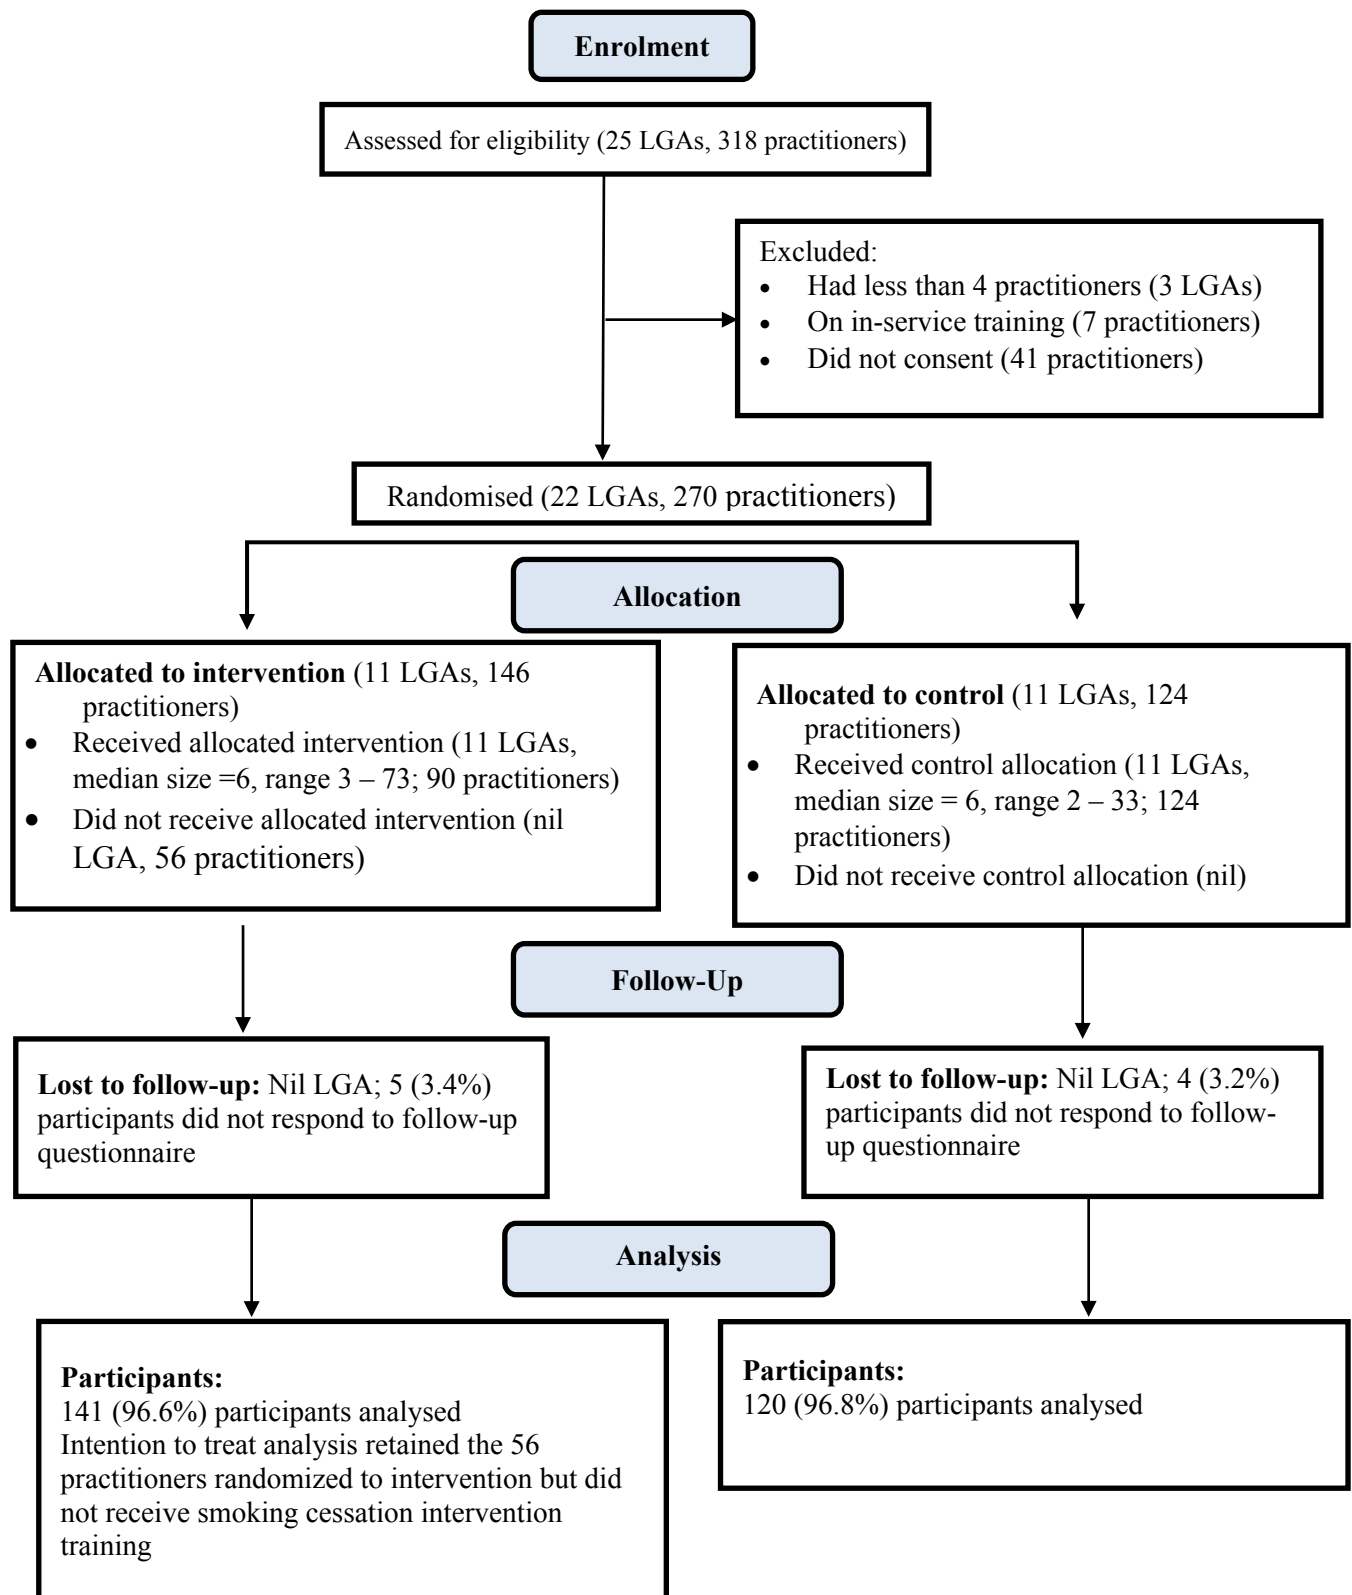 Enrolment
Assessed for eligibility (25 LGAs, 318 practitioners)
Excluded:
• Had less than 4 practitioners (3 LGAs)
• On in-service training (7 practitioners)
• Did not consent (41 practitioners)
Randomised (22 LGAs, 270 practitioners)
Allocation
Allocated to intervention (11 LGAs, 146
practitioners)
• Received allocated intervention (11 LGAs,
median size =6, range 3 – 73; 90 practitioners)
• Did not receive allocated intervention (nil
LGA, 56 practitioners)
Allocated to control (11 LGAs, 124
practitioners)
• Received control allocation (11 LGAs,
median size = 6, range 2 – 33; 124
practitioners)
• Did not receive control allocation (nil)
Follow-Up
Lost to follow-up: Nil LGA; 5 (3.4%)
participants did not respond to follow-up
questionnaire
Lost to follow-up: Nil LGA; 4 (3.2%)
participants did not respond to follow-
up questionnaire
Analysis
Participants:
141 (96.6%) participants analysed
Intention to treat analysis retained the 56
practitioners randomized to intervention but did
not receive smoking cessation intervention
training
Participants:
120 (96.8%) participants analysed